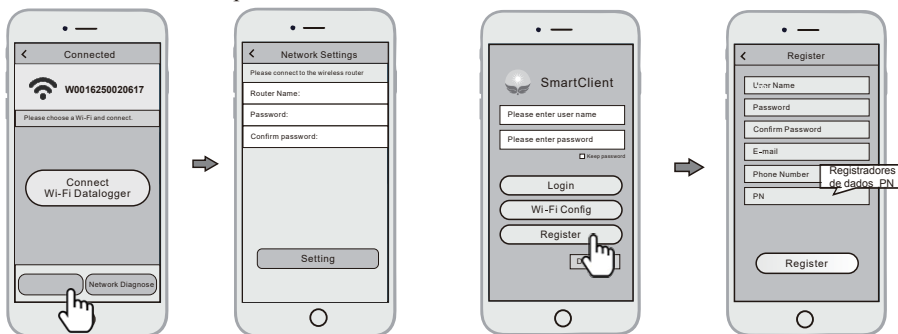 Connected
W0016250020617
Please choose a Wi-Fi and connect.
Connect
Wi-Fi Datalogger
Network Diagnose
Network Settings
Please connect to the wireless router
Router Name:
Password:
Confirm password:
Setting
SmartClient
Please enter user name
Please enter password
Keep password
Login
Wi-Fi Config
Register
Register
User Name
Password
Confirm Password
E-mail
Phone Number
PN
Registradores
de dados PN
Register